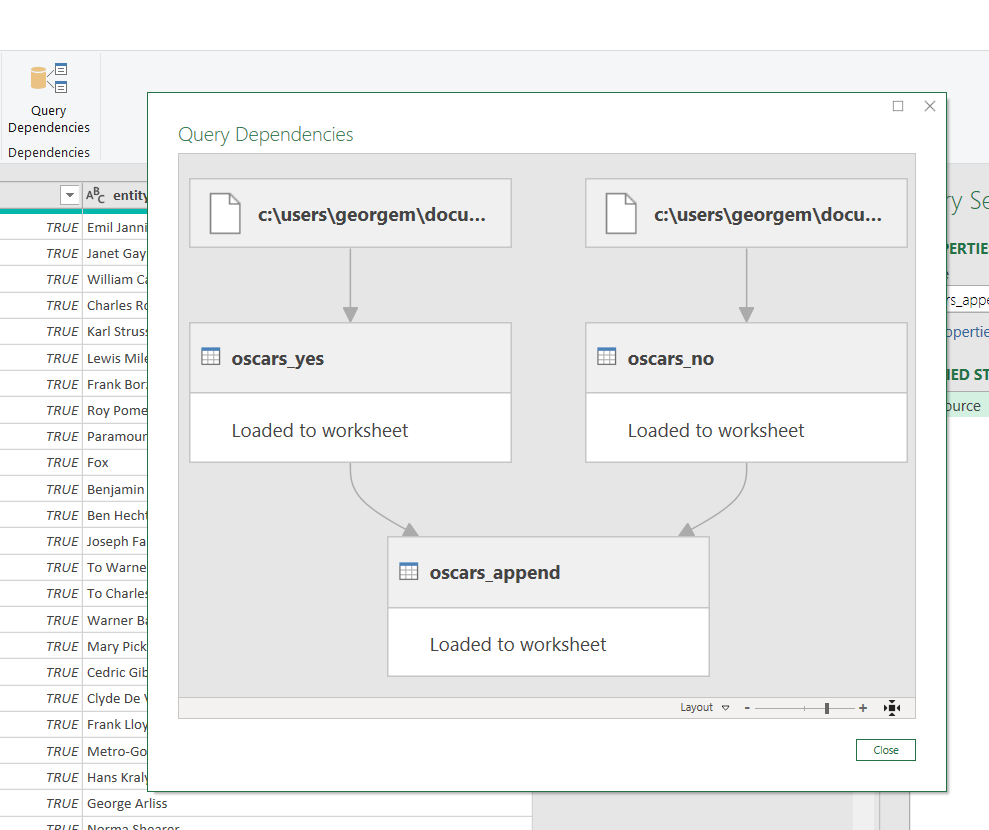 Query
Dependencies
Dependencies
Query Dependencies
c:\users\georgem\docu...
c:\users\georgem\docu...
oscars_yes
oscars_no
Loaded to worksheet
Loaded to worksheet
oscars_append
Loaded to worksheet
Layout
- +
Close
ABC entity
TRUE Emil Janni
TRUE Janet Gay
TRUE William Ca
TRUE Charles Ro
TRUE Karl Struss
TRUE Lewis Mile
TRUE Frank Borz
TRUE Roy Pome
TRUE Paramour
TRUE Fox
TRUE Benjamin
TRUE Ben Hecht
TRUE Joseph Fa
TRUE To Warne
TRUE To Charles
TRUE Warner Ba
TRUE Mary Pick
TRUE Cedric Gib
TRUE Clyde De V
TRUE Frank Lloy
TRUE Metro-Go
TRUE Hans Kraly
TRUE George Arliss
TRUE Norma Shearer
ry Se
PERTIE
rs_appe
opertie
IED ST
ource